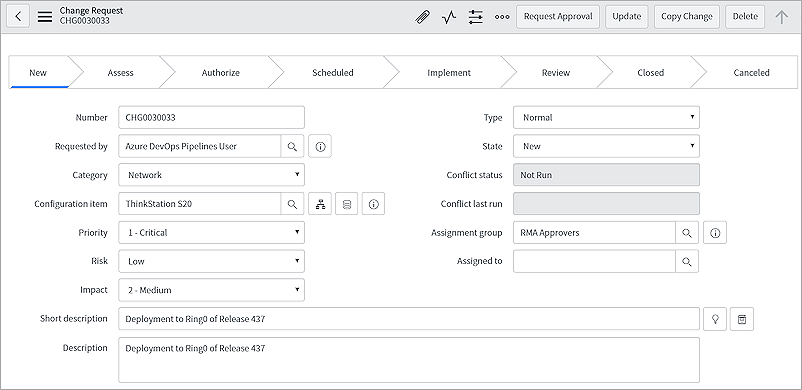 Change Request
CHG0030033
Request Approval
Update
Copy Change
Delete
New
Assess
Authorize
Scheduled
Implement
Review
Closed
Canceled
Number CHG0030033
Type Normal
Requested by Azure DevOps Pipelines User
State New
Category Network
Conflict status Not Run
Configuration item ThinkStation S20
Conflict last run
Priority 1 - Critical
Assignment group RMA Approvers
Risk Low
Assigned to
Impact 2 - Medium
Short description Deployment to Ring0 of Release 437
Description Deployment to Ring0 of Release 437